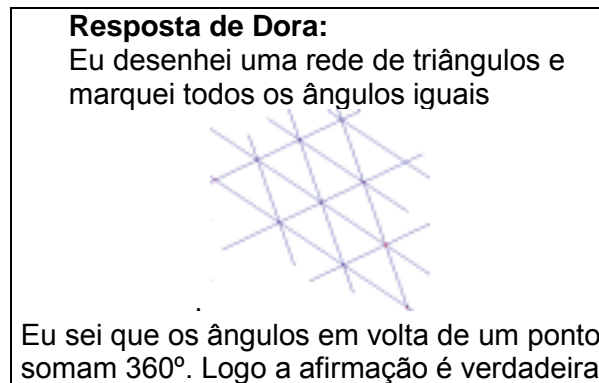 Resposta de Dora:
Eu desenhei uma rede de triângulos e
marquei todos os ângulos iguais
.
Eu sei que os ângulos em volta de um ponto
somam 360º. Logo a afirmação é verdadeira